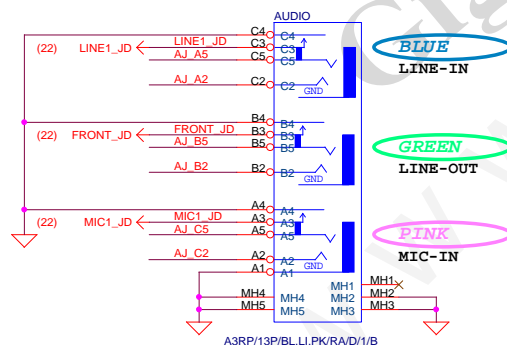 AUDIO
C4 C4
(22) LINE1_JD LINE1_JD C3 C3 BLUE
AJ_A5 C5 C5 LINE-IN
AJ_A2 C2 C2
GND
B4 B4
(22) FRONT_JD FRONT_JD B3 B3 GREEN
AJ_B5 B5 B5
AJ_B2 B2 B2 LINE-OUT
GND
A4 A4
(22) MIC1_JD MIC1_JD A3 A3 PINK
AJ_C5 A5 A5
AJ_C2 A2 A2 MIC-IN
A1 A1 GND
MH1 MH1
MH4 MH4 MH2 MH2
MH5 MH5 MH3 MH3
A3RP/13P/BL,LI,PK/RA/D/1/B